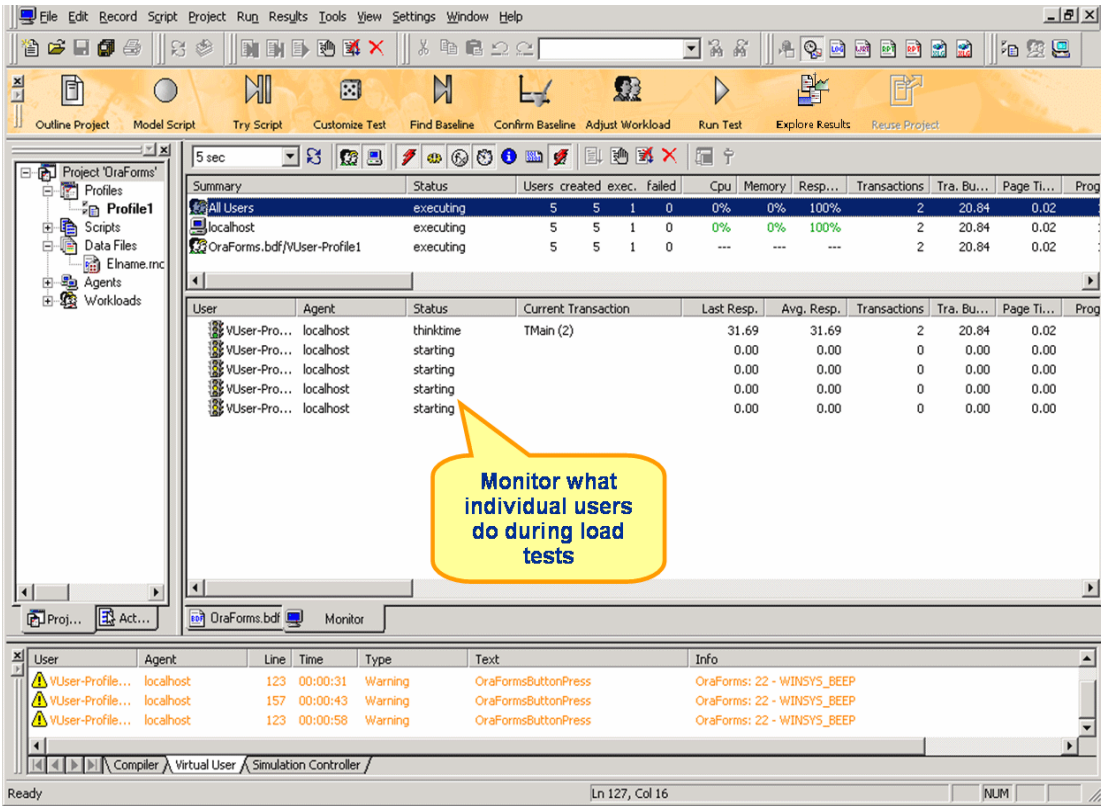 File Edit Record Script Project Run Results Tools View Settings Window Help
Outline Project Model Script Try Script Customize Test Find Baseline Confirm Baseline Adjust Workload Run Test Explore Results Reuse Project
5 sec
Project 'OraForms'
Profiles
Profile1
Scripts
Data Files
Elname.rnc
Agents
Workloads
Proj... Act...
Summary Status Users created exec. failed Cpu Memory Resp... Transactions Tra. Bu... Page Ti... Prog
All Users executing 5 5 1 0 0% 0% 100% 2 20.84 0.02
localhost executing 5 5 1 0 0% 0% 100% 2 20.84 0.02
OraForms.bdf/VUser-Profile1 executing 5 5 1 0 --- --- --- 2 20.84 0.02
User Agent Status Current Transaction Last Resp. Avg. Resp. Transactions Tra. Bu... Page Ti... Prog
VUser-Pro... localhost thinktime TMain (2) 31.69 31.69 2 20.84 0.02
VUser-Pro... localhost starting 0.00 0.00 0 0.00 0.00
VUser-Pro... localhost starting 0.00 0.00 0 0.00 0.00
VUser-Pro... localhost starting 0.00 0.00 0 0.00 0.00
VUser-Pro... localhost starting 0.00 0.00 0 0.00 0.00
Monitor what
individual users
do during load
tests
OraForms.bdf Monitor
User Agent Line Time Type Text Info
VUser-Profile... localhost 123 00:00:31 Warning OraFormsButtonPress OraForms: 22 - WINSYS_BEEP
VUser-Profile... localhost 157 00:00:43 Warning OraFormsButtonPress OraForms: 22 - WINSYS_BEEP
VUser-Profile... localhost 123 00:00:58 Warning OraFormsButtonPress OraForms: 22 - WINSYS_BEEP
Compiler Virtual User Simulation Controller
Ready Ln 127, Col 16 NUM